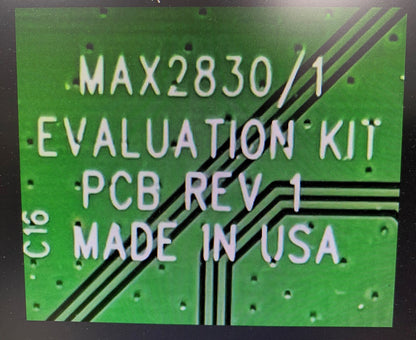 MAX2830/1
EVALUATION KIT
PCB REV 1
MADE IN USA
C16